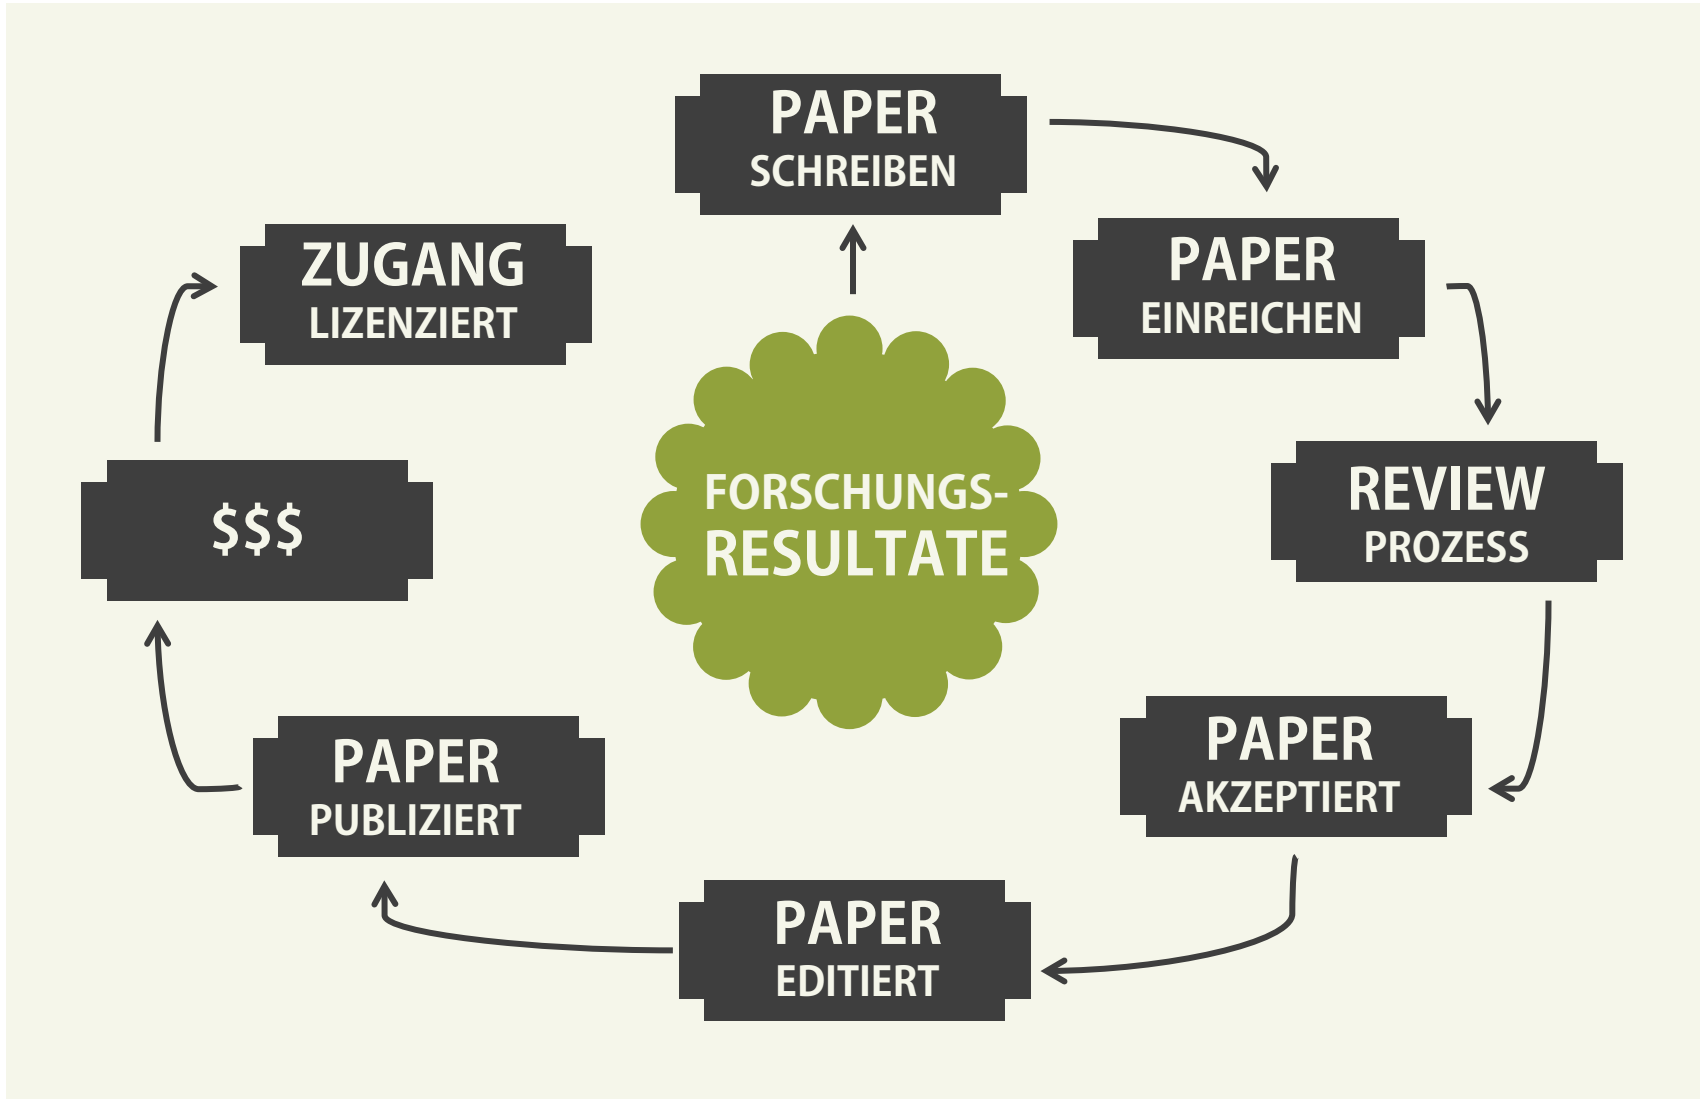 PAPER
SCHREIBEN
PAPER
EINREICHEN
REVIEW
PROZESS
PAPER
AKZEPTIERT
PAPER
EDITIERT
PAPER
PUBLIZIERT
$$$
ZUGANG
LIZENZIERT
FORSCHUNGS-
RESULTATE